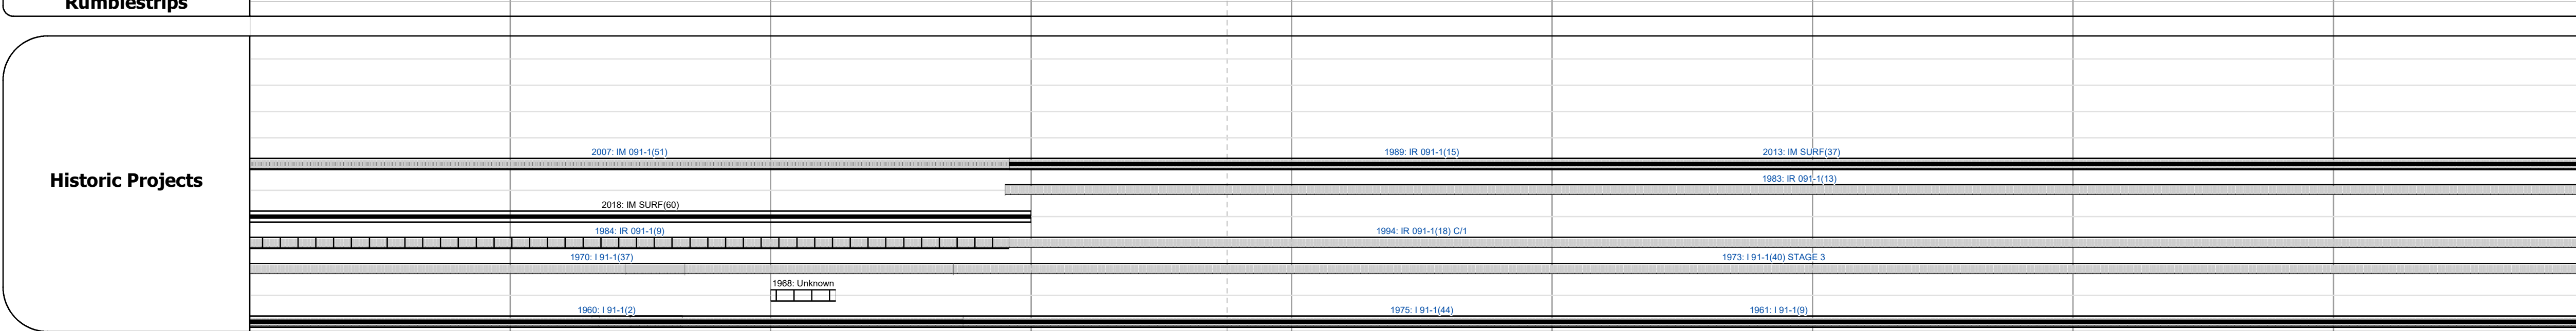 Rumblestrips
Historic Projects
2007: IM 091-1(51)
1989: IR 091-1(15)
2013: IM SURF(37)
1983: IR 091-1(13)
2018: IM SURF(60)
1984: IR 091-1(9)
1994: IR 091-1(18) C/1
1970: I 91-1(37)
1973: I 91-1(40) STAGE 3
1968: Unknown
1960: I 91-1(2)
1975: I 91-1(44)
1961: I 91-1(9)